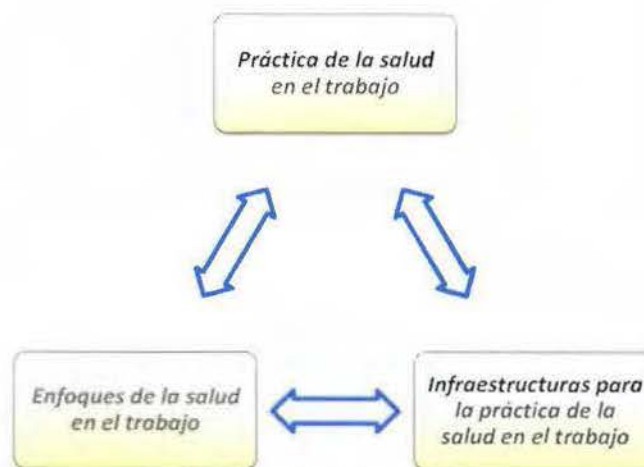 Práctica de la salud
en el trabajo
Enfoques de la salud
en el trabajo
Infraestructuras para
la práctica de la
salud en el trabajo